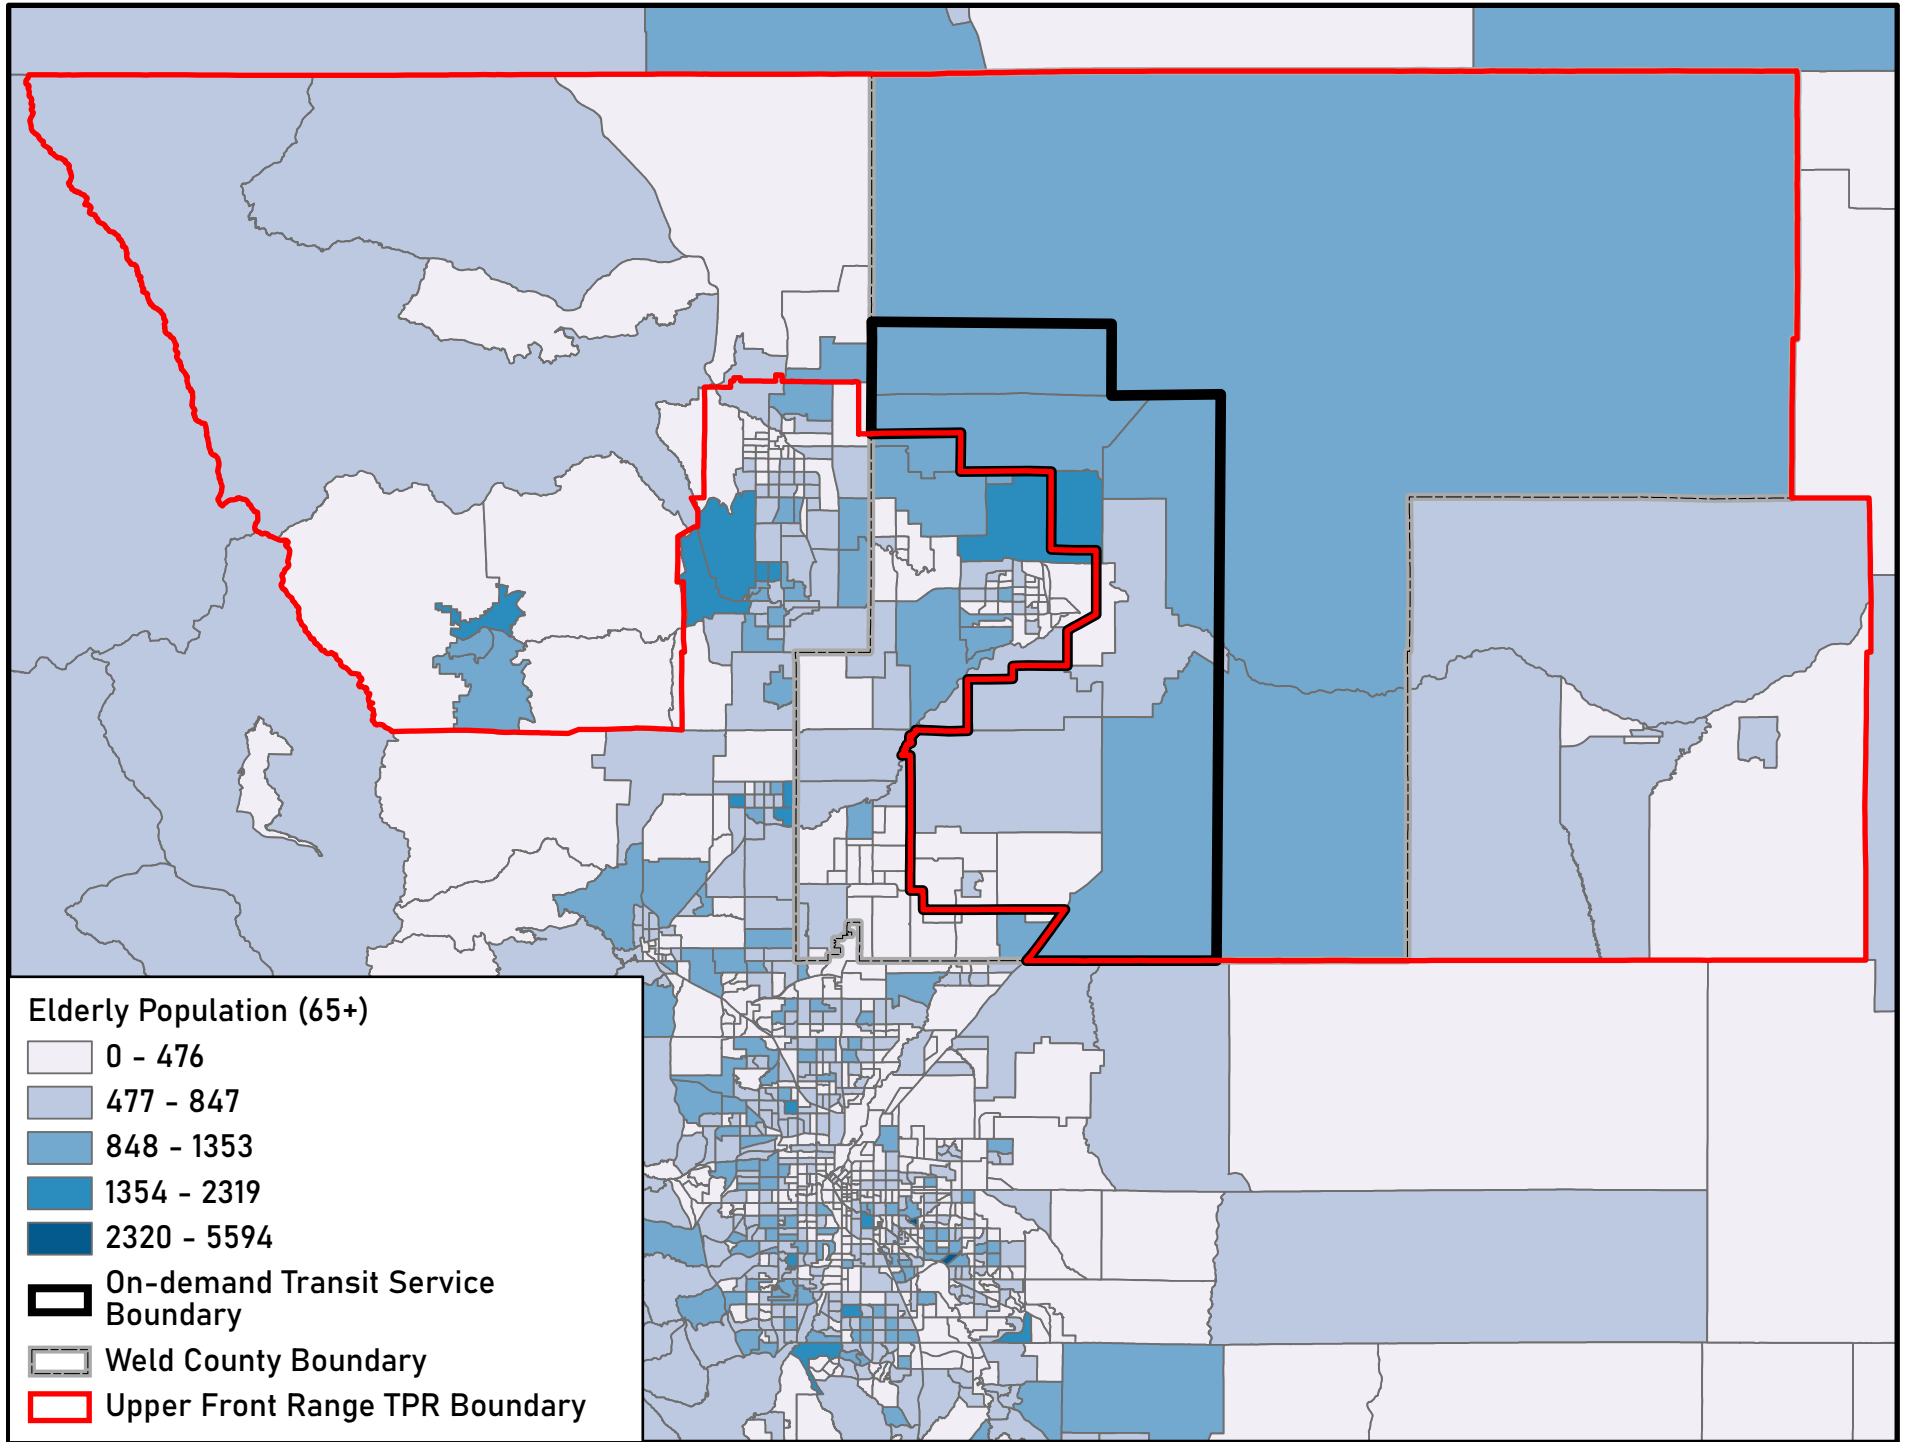 Elderly Population (65+)
0 - 476
477 - 847
848 - 1353
1354 - 2319
2320 - 5594
On-demand Transit Service
Boundary
Weld County Boundary
Upper Front Range TPR Boundary